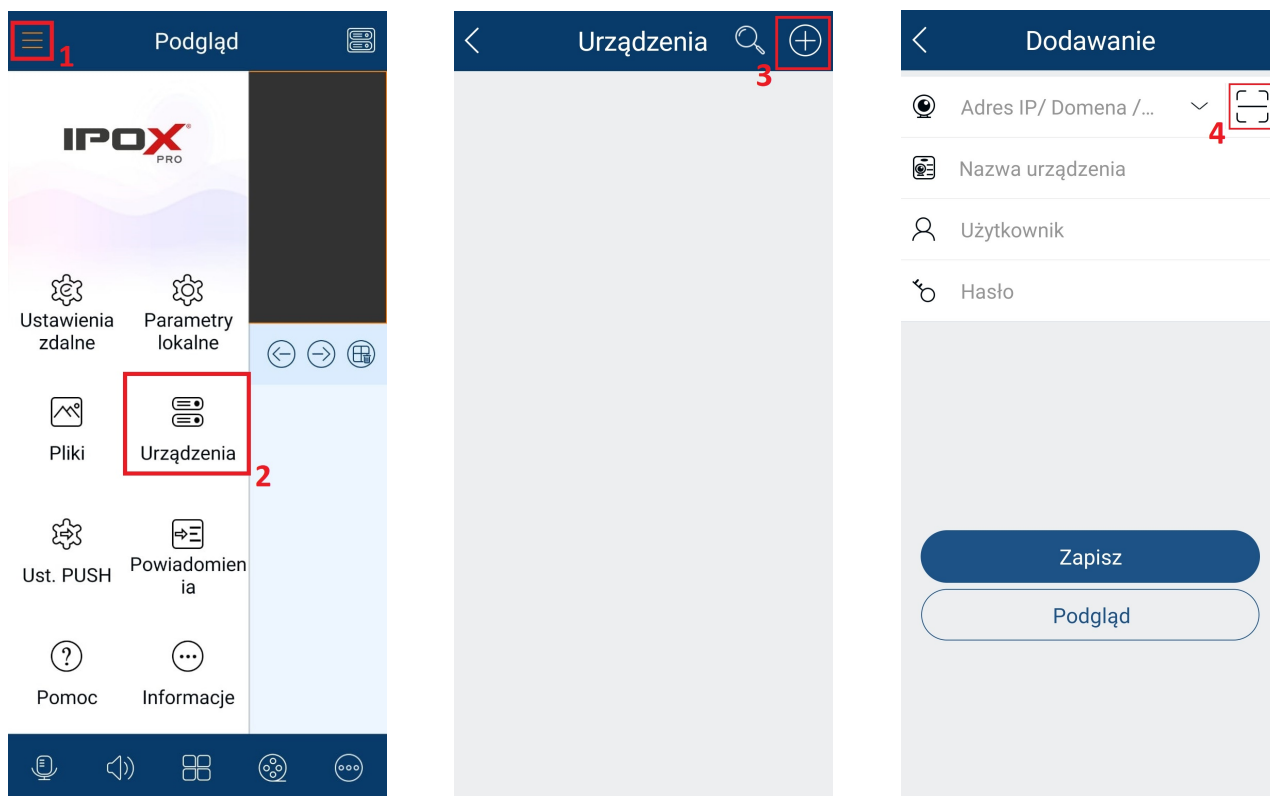 1
Podgląd
IPOX
PRO
Ustawienia
zdalne
Parametry
lokalne
Pliki
Urządzenia
2
Ust. PUSH
Powiadomien
ia
Pomoc
Informacje
Urządzenia
3
Dodawanie
Adres IP/ Domena /...
4
Nazwa urządzenia
Użytkownik
Hasło
Zapisz
Podgląd